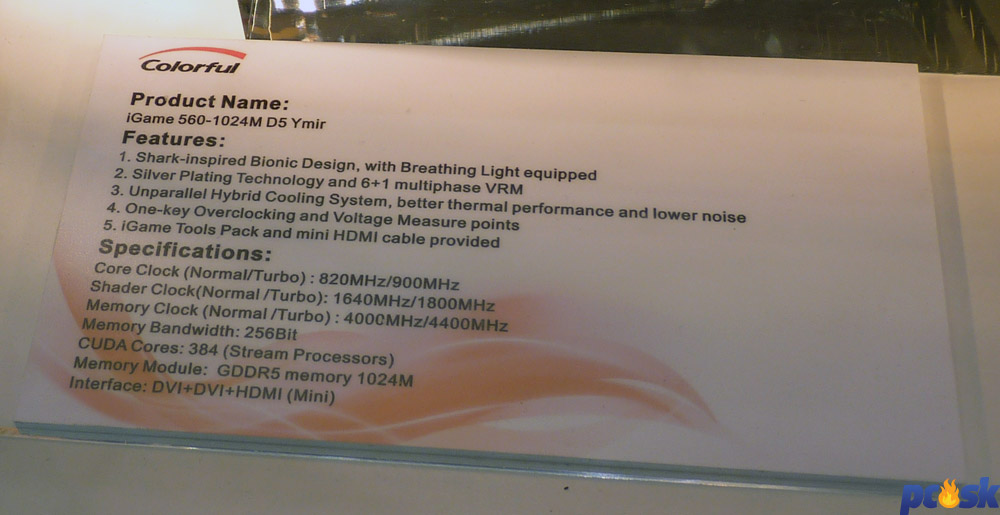 Colorful
Product Name:
iGame 560-1024M D5 Ymir
Features:
1. Shark-inspired Bionic Design, with Breathing Light equipped
2. Silver Plating Technology and 6+1 multiphase VRM
3. Unparallel Hybrid Cooling System, better thermal performance and lower noise
4. One-key Overclocking and Voltage Measure points
5. iGame Tools Pack and mini HDMI cable provided
Specifications:
Core Clock (Normal/Turbo) : 820MHz/900MHz
Shader Clock(Normal /Turbo): 1640MHz/1800MHz
Memory Clock (Normal /Turbo) : 4000MHz/4400MHz
Memory Bandwidth: 256Bit
CUDA Cores: 384 (Stream Processors)
Memory Module: GDDR5 memory 1024M
Interface: DVI+DVI+HDMI (Mini)
pc sk